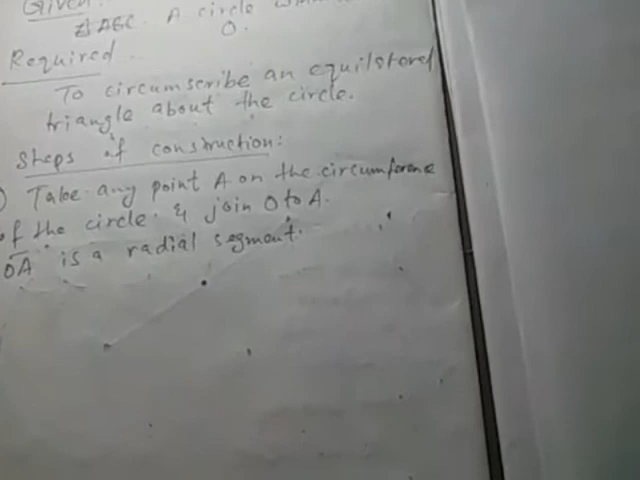 Given
A circle
O.
Required
To circumscribe an equilateral
triangle about the circle.
Steps of construction:
) Take any point A on the circumference
of the circle & join O to A.
OA is a radial segment.